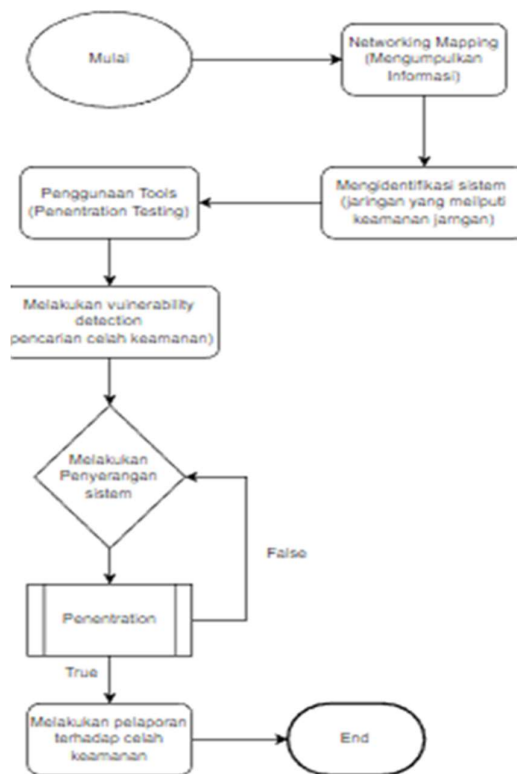 Mulai
Networking Mapping
(Mengumpulkan
Informasi)
Mengidentifikasi sistem
(jaringan yang meliputi
keamanan jarngan)
Penggunaan Tools
(Penentration Testing)
Melakukan vuinerability
detection
pencarian celah keamanan)
Melakukan
Penyerangan
sistem
False
Penentration
True
Melakukan pelaporan
terhadap celah
keamanan
End